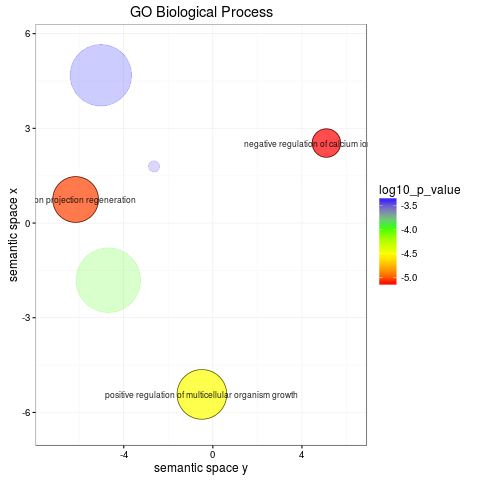 GO Biological Process
6
3
0
-3
-6
semantic space x
negative regulation of calcium io
on projection regeneration
positive regulation of multicellular organism growth
-4
0
4
semantic space y
log10_p_value
-3.5
-4.0
-4.5
-5.0